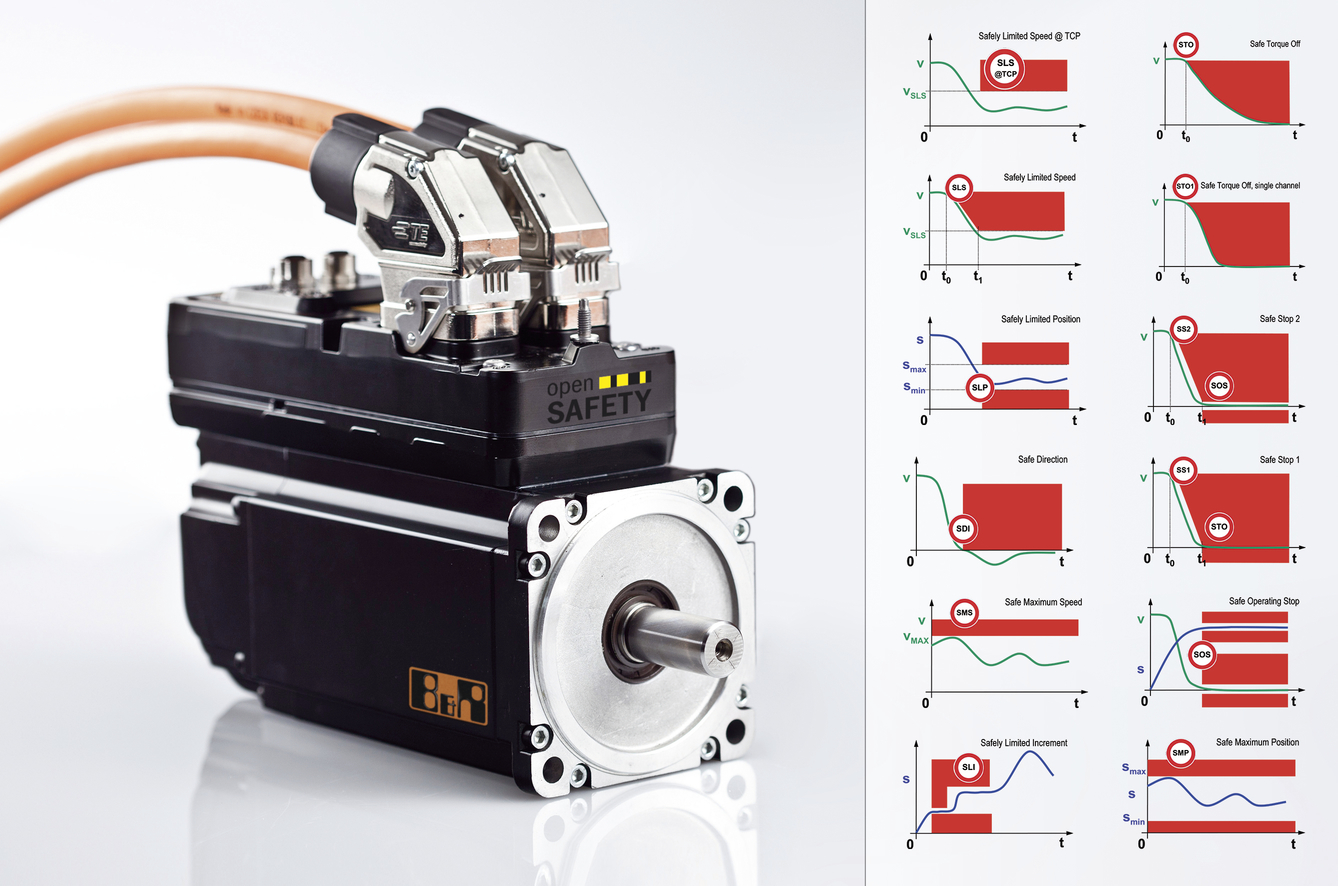 TE
open
SAFETY
B&R
Safely Limited Speed @ TCP
v
SLS
@TCP
vSLS
0
t
Safe Torque Off
STO
v
0
t0
t
Safely Limited Speed
SLS
v
vSLS
0
t0
t1
t
Safe Torque Off, single channel
STO1
v
0
t0
t
Safely Limited Position
s
smax
smin
SLP
0
t
Safe Stop 2
SS2
v
SOS
0
t0
t1
t
Safe Direction
v
SDI
0
t
Safe Stop 1
SS1
v
STO
0
t0
t1
t
Safe Maximum Speed
SMS
v
vMAX
0
t
Safe Operating Stop
v
SOS
s
0
t
Safely Limited Increment
SLI
s
0
t
Safe Maximum Position
SMP
smax
s
smin
0
t